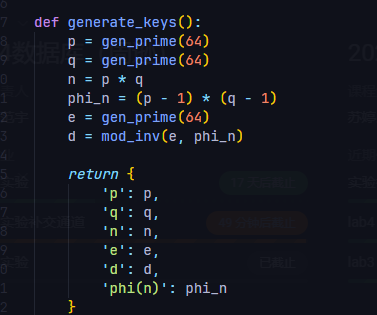 def generate_keys():
    p = gen_prime(64)
    q = gen_prime(64)
    n = p * q
    phi_n = (p - 1) * (q - 1)
    e = gen_prime(64)
    d = mod_inv(e, phi_n)

    return {
        'p': p,
        'q': q,
        'n': n,
        'e': e,
        'd': d,
        'phi(n)': phi_n
    }